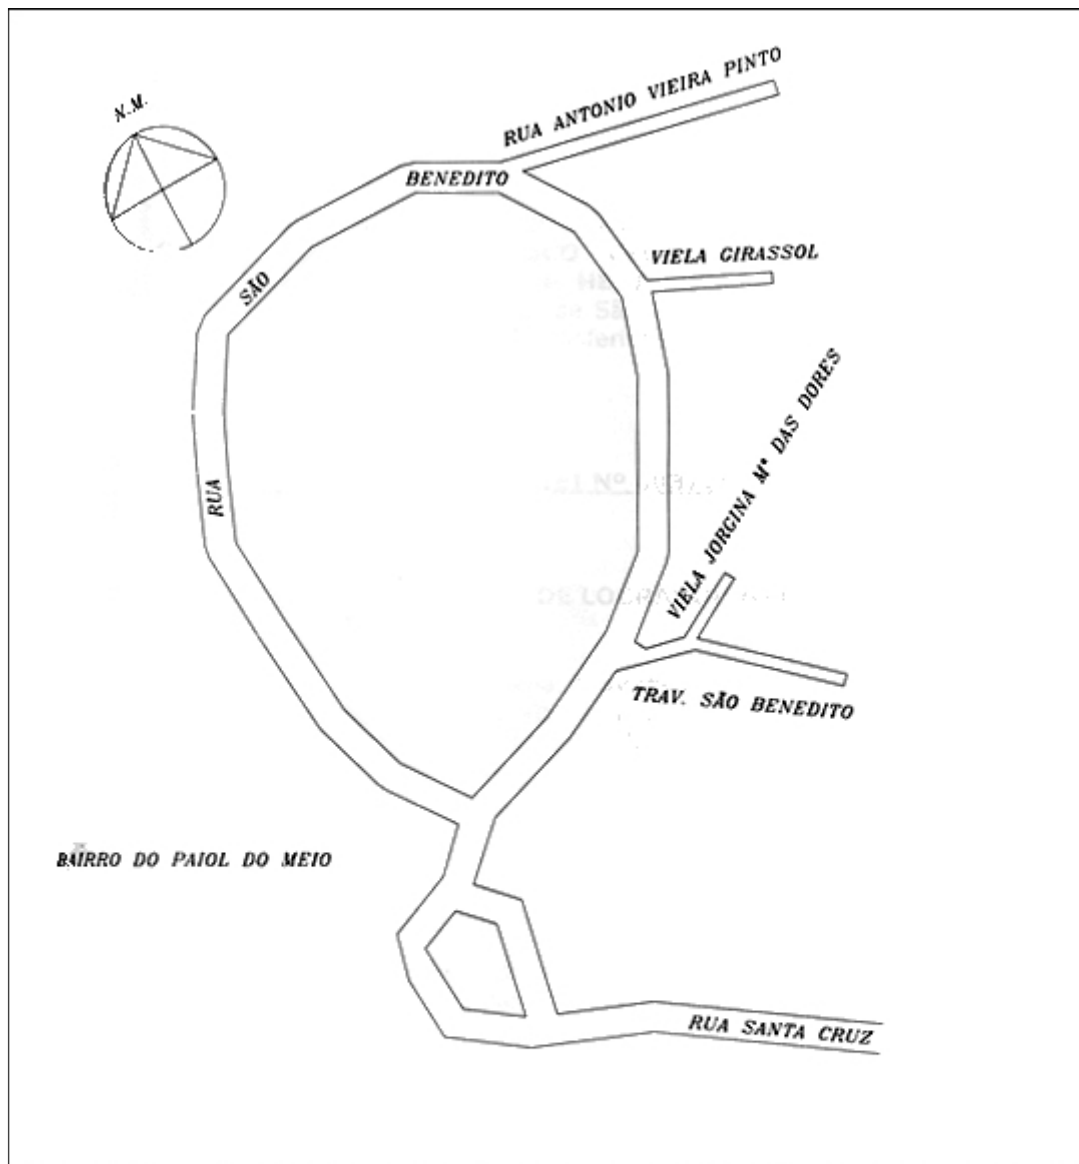 N.M.
RUA ANTONIO VIEIRA PINTO
BENEDITO
VIELA GIRASSOL
SÃO
RUA
VIELA JORGINA Mª DAS DORES
TRAV. SÃO BENEDITO
BAIRRO DO PAIOL DO MEIO
RUA SANTA CRUZ